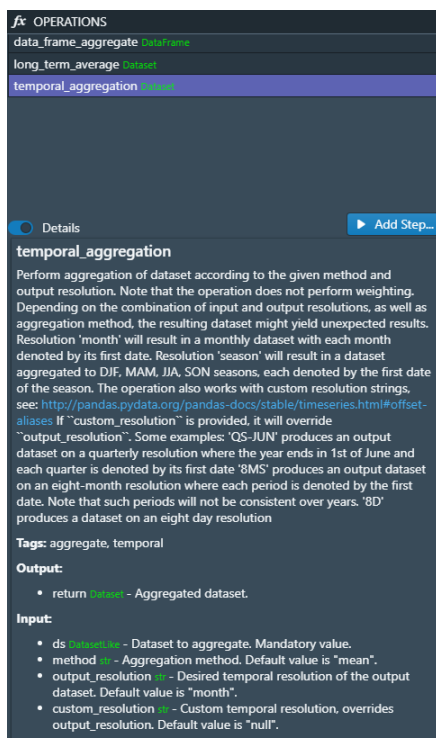 fx OPERATIONS
data_frame_aggregate DataFrame
long_term_average Dataset
temporal_aggregation Dataset
Details
Add Step...
temporal_aggregation
Perform aggregation of dataset according to the given method and
output resolution. Note that the operation does not perform weighting.
Depending on the combination of input and output resolutions, as well as
aggregation method, the resulting dataset might yield unexpected results.
Resolution 'month' will result in a monthly dataset with each month
denoted by its first date. Resolution 'season' will result in a dataset
aggregated to DJF, MAM, JJA, SON seasons, each denoted by the first date
of the season. The operation also works with custom resolution strings,
see: http://pandas.pydata.org/pandas-docs/stable/timeseries.html#offset-
aliases If ``custom_resolution`` is provided, it will override
``output_resolution``. Some examples: 'QS-JUN' produces an output
dataset on a quarterly resolution where the year ends in 1st of June and
each quarter is denoted by its first date '8MS' produces an output dataset
on an eight-month resolution where each period is denoted by the first
date. Note that such periods will not be consistent over years. '8D'
produces a dataset on an eight day resolution
Tags: aggregate, temporal
Output:
• return Dataset - Aggregated dataset.
Input:
• ds DatasetLike - Dataset to aggregate. Mandatory value.
• method str - Aggregation method. Default value is "mean".
• output_resolution str - Desired temporal resolution of the output
dataset. Default value is "month".
• custom_resolution str - Custom temporal resolution, overrides
output_resolution. Default value is "null".